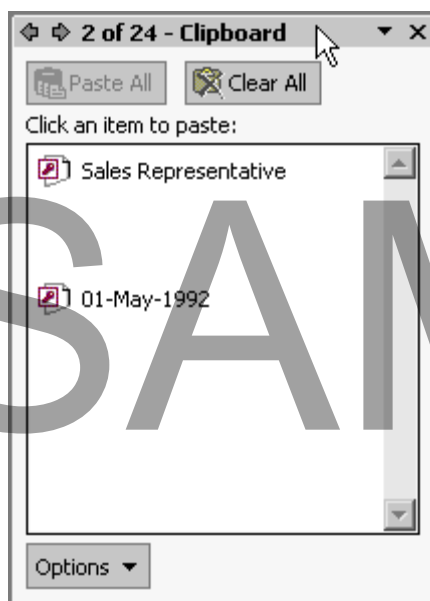 2 of 24 - Clipboard
Paste All Clear All
Click an item to paste:
Sales Representative
01-May-1992
SAM
Options